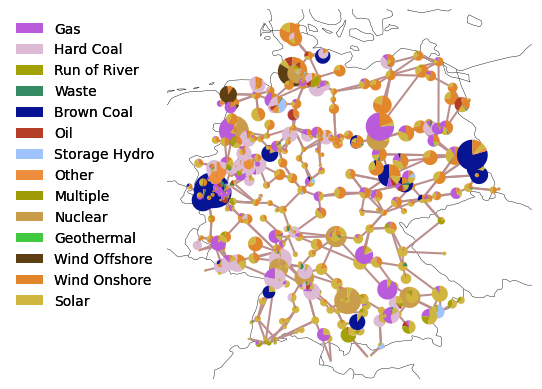 Gas
Hard Coal
Run of River
Waste
Brown Coal
Oil
Storage Hydro
Other
Multiple
Nuclear
Geothermal
Wind Offshore
Wind Onshore
Solar